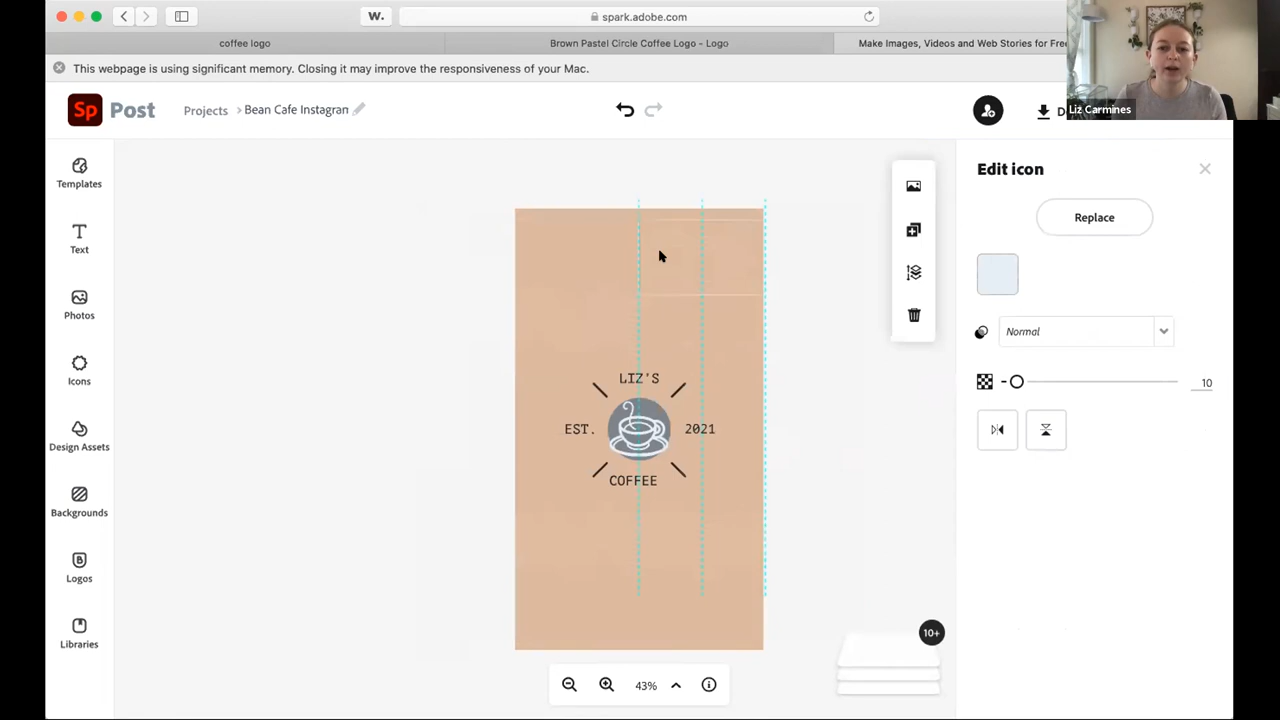 W.
spark.adobe.com
coffee logo
Brown Pastel Circle Coffee Logo - Logo
Make Images, Videos and Web Stories for Fre
This webpage is using significant memory. Closing it may improve the responsiveness of your Mac.
Liz Carmines
Sp Post
Projects > Bean Cafe Instagran
D
Templates
Text
Photos
Icons
Design Assets
Backgrounds
Logos
Libraries
LIZ'S
EST. 2021
COFFEE
Edit icon
Replace
Normal
10
10+
43%